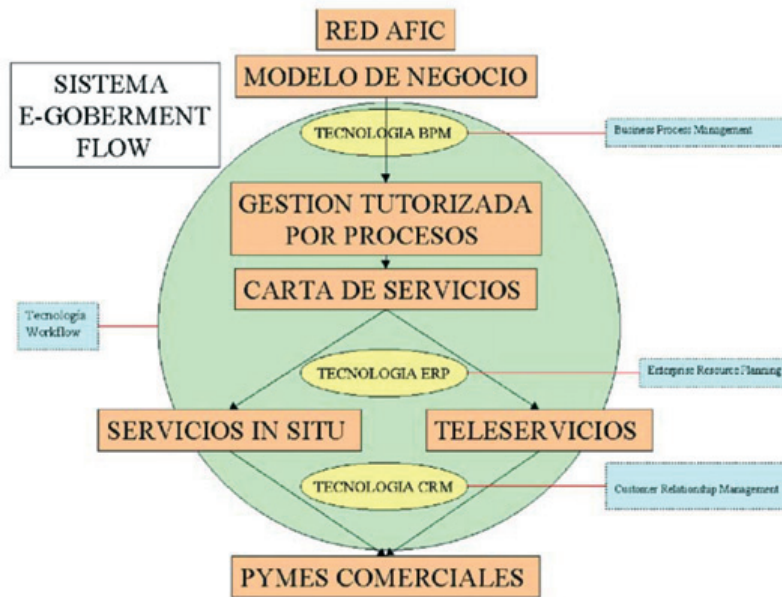 RED AFIC
MODELO DE NEGOCIO
SISTEMA
E-GOBERMENT
FLOW
TECNOLOGIA BPM
Business Process Management
GESTION TUTORIZADA
POR PROCESOS
CARTA DE SERVICIOS
Tecnología
Workflow
TECNOLOGIA ERP
Enterprise Resource Planning
SERVICIOS IN SITU
TELESERVICIOS
TECNOLOGIA CRM
Customer Relationship Management
PYMES COMERCIALES